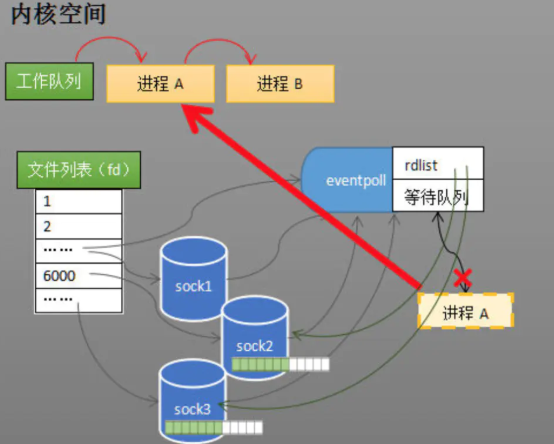 内核空间
工作队列
进程 A
进程 B
文件列表（fd）
1
2
……
6000
……
eventpoll
rdlist
等待队列
sock1
sock2
sock3
进程 A